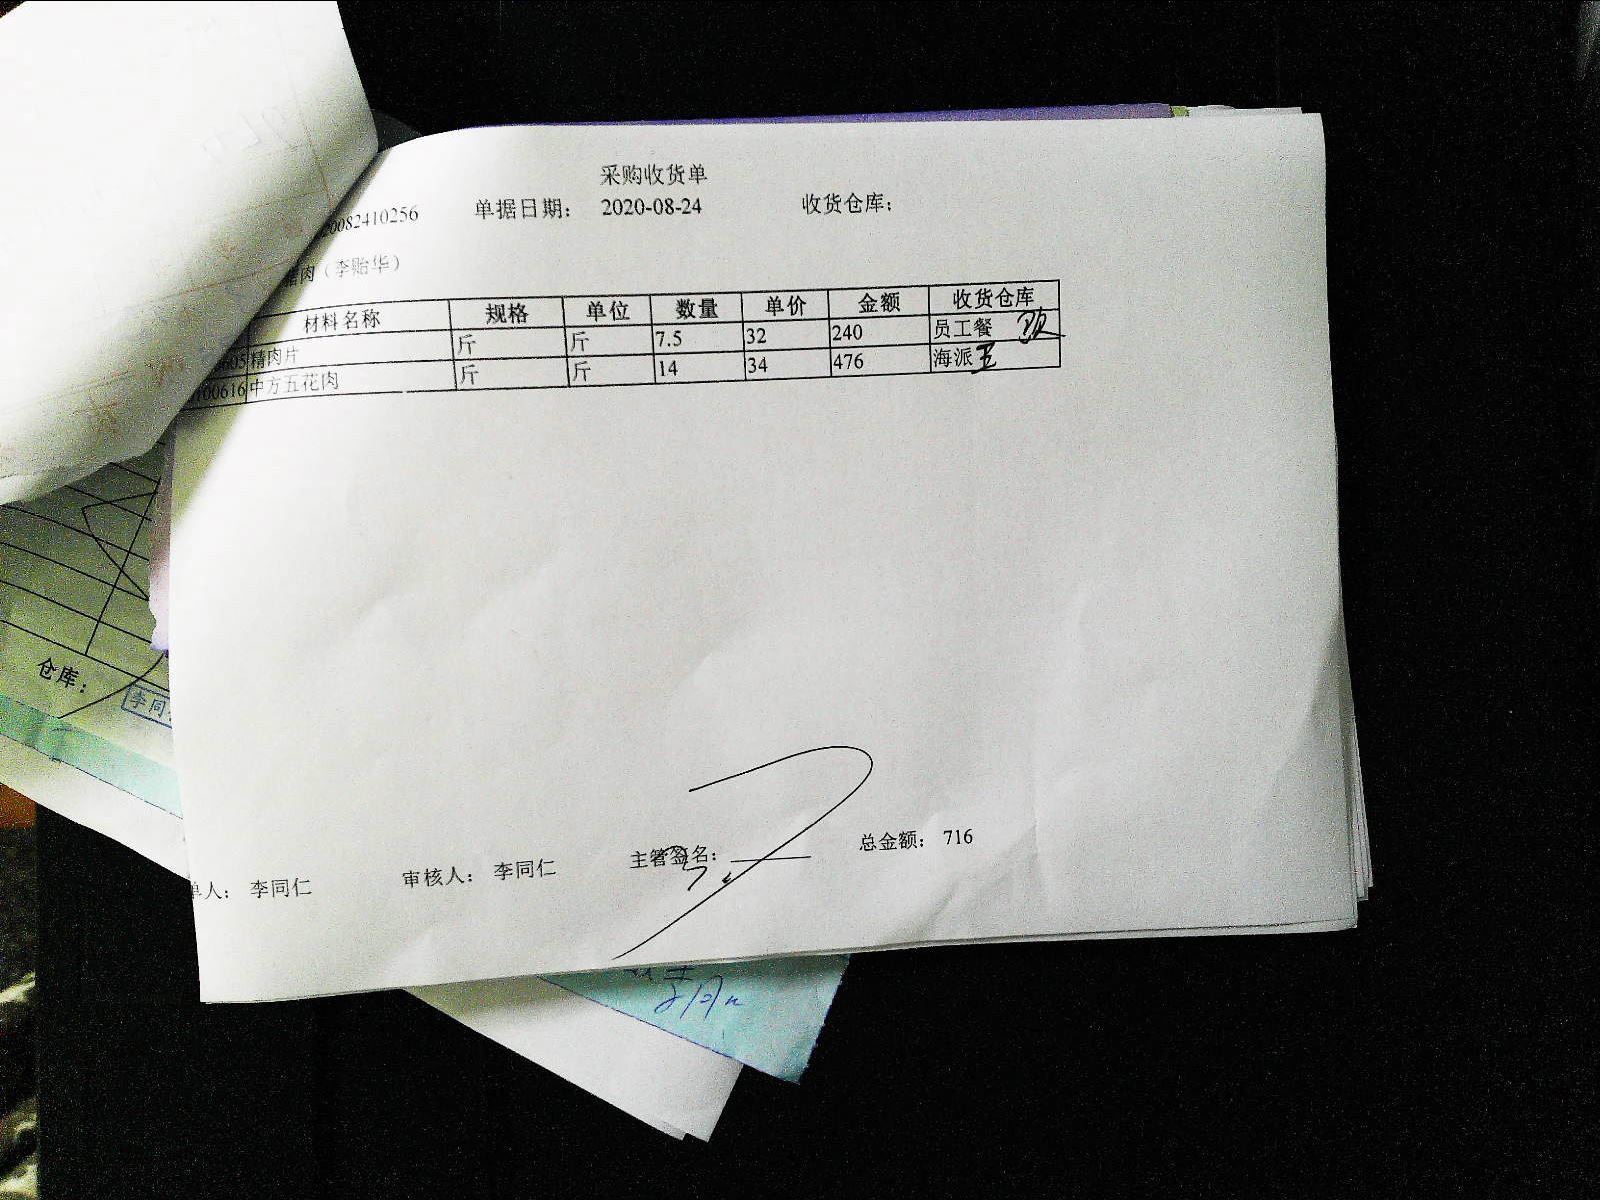 采购收货单
20082410256 单据日期： 2020-08-24 收货仓库：
猪肉（李贻华）
材料名称 规格 单位 数量 单价 金额 收货仓库
605 精肉片 斤 斤 7.5 32 240 员工餐
100616 中方五花肉 斤 斤 14 34 476 海派
仓库：
李同
单人： 李同仁 审核人： 李同仁 主管签名： 总金额： 716